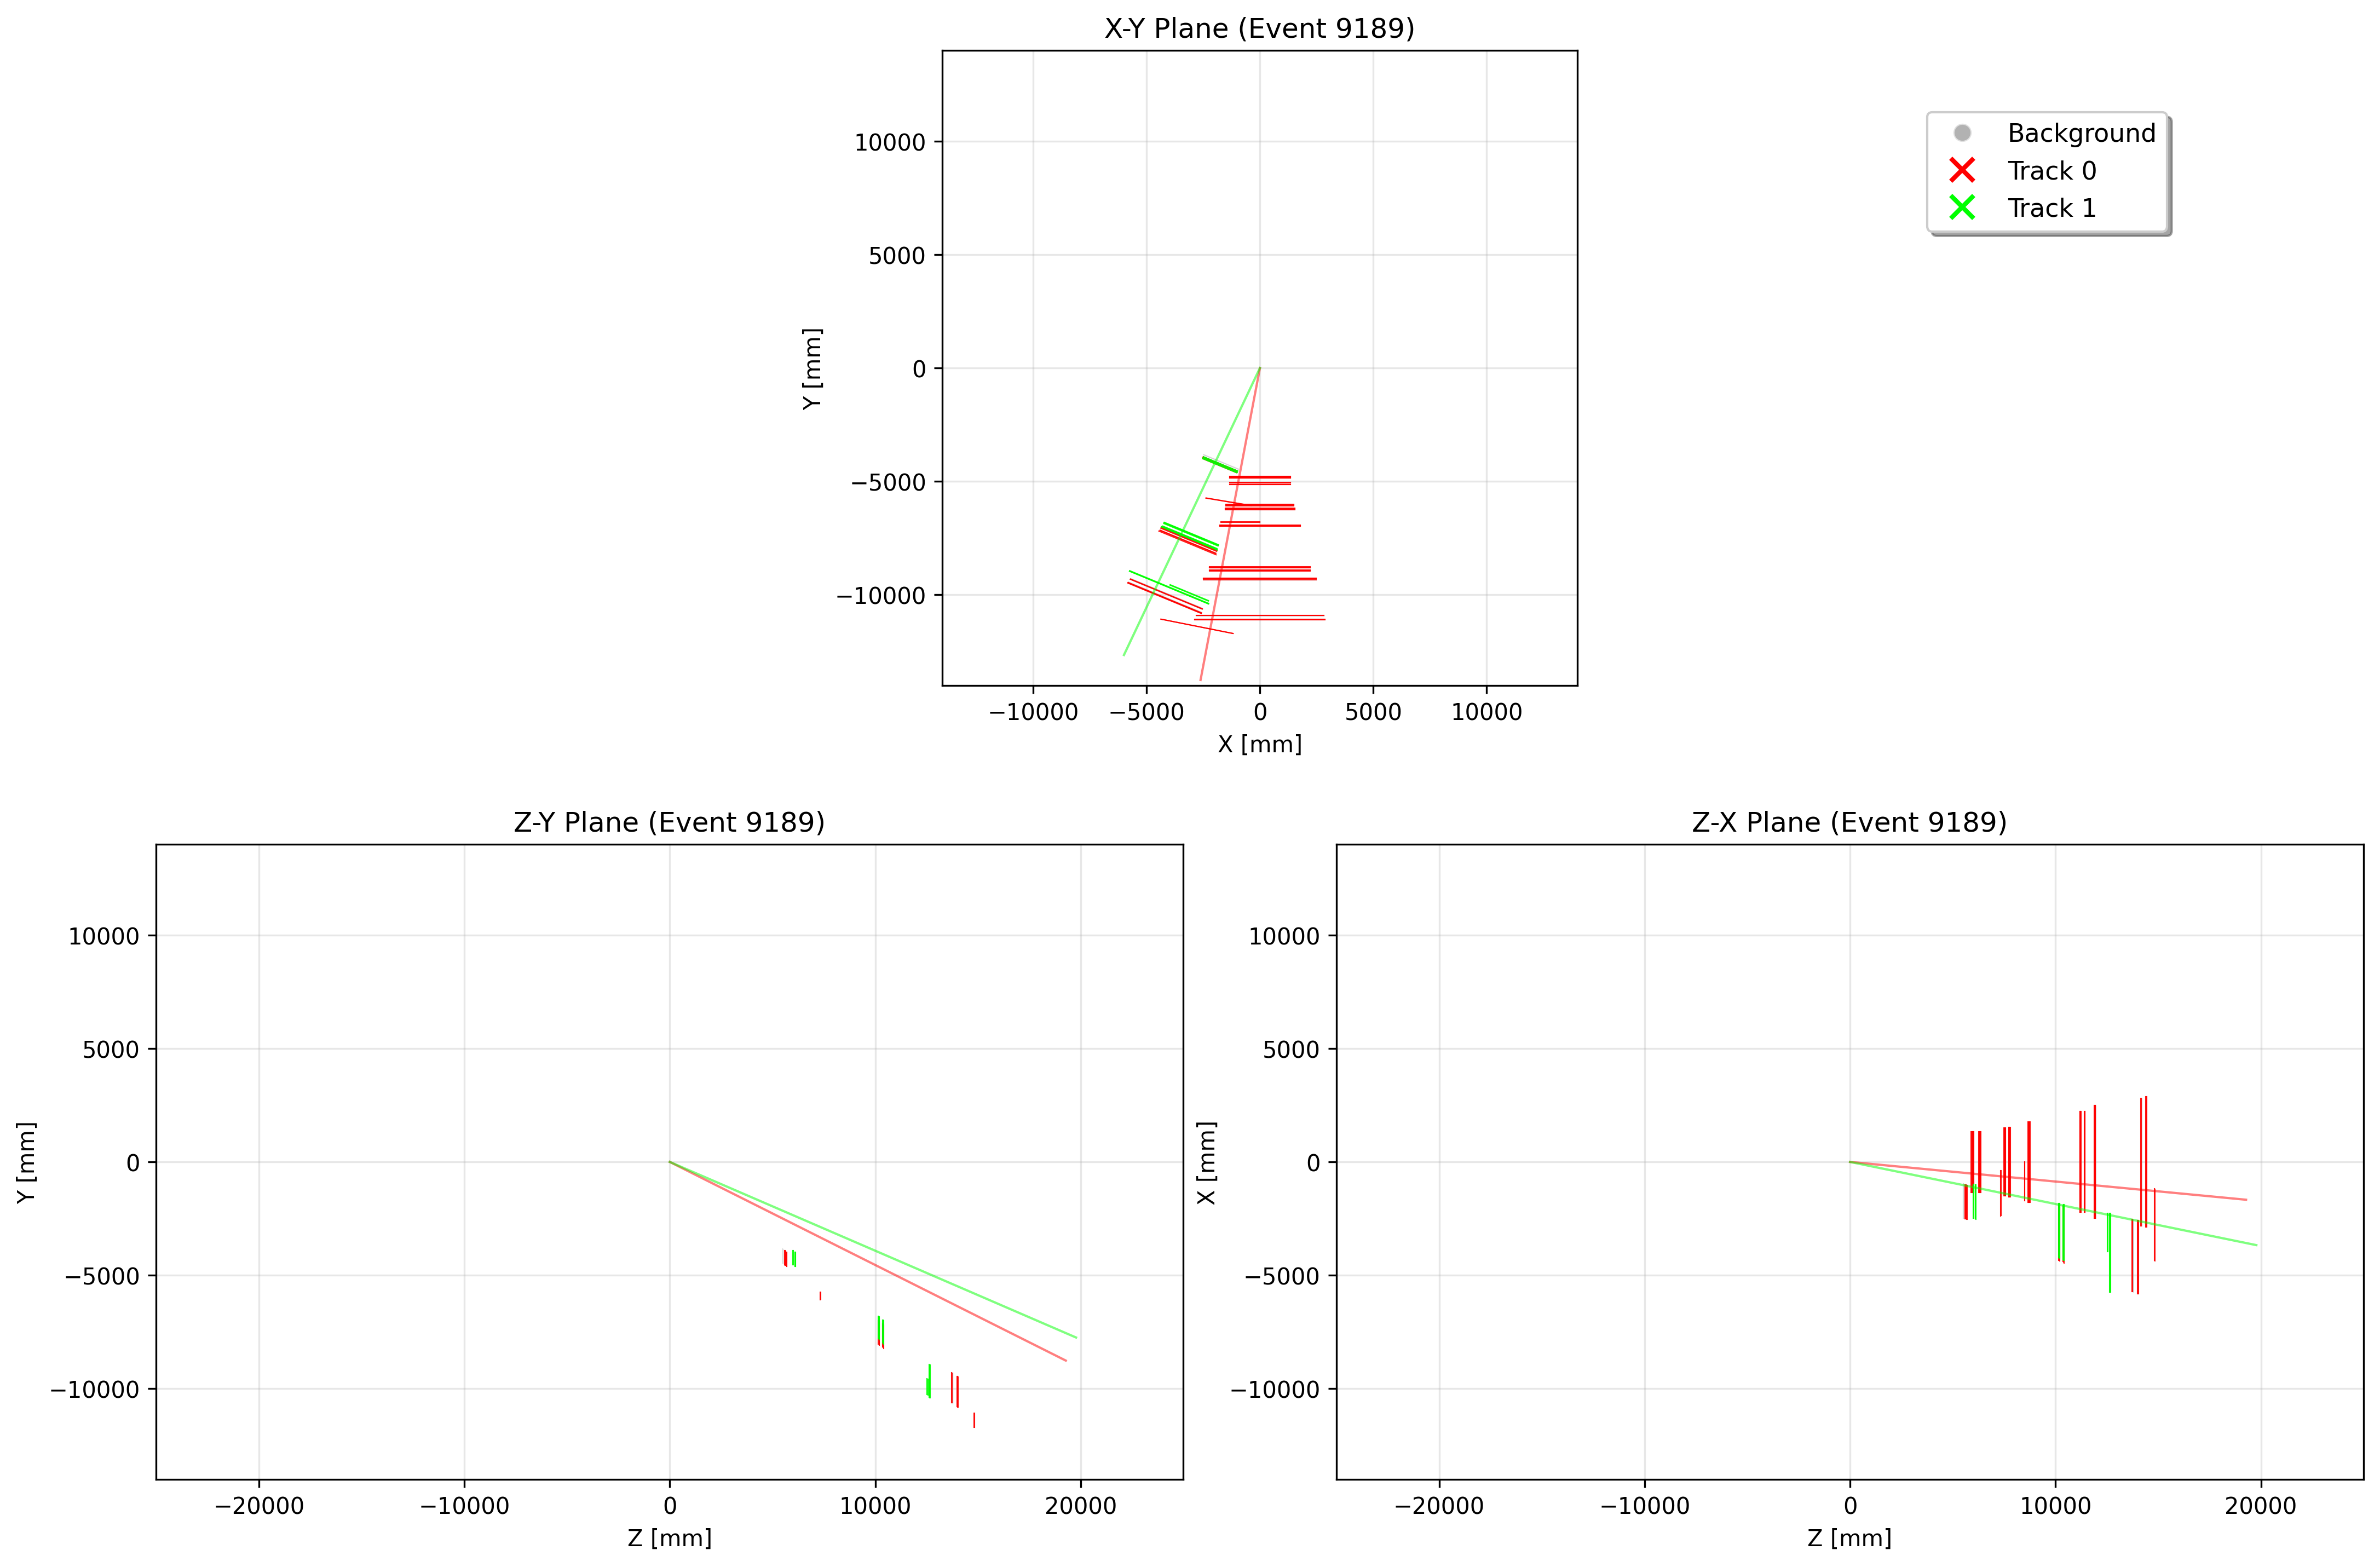 X-Y Plane (Event 9189)
Y [mm]
10000
5000
0
−5000
−10000
−10000 −5000 0 5000 10000
X [mm]
Background
Track 0
Track 1
Z-Y Plane (Event 9189)
Y [mm]
10000
5000
0
−5000
−10000
−20000 −10000 0 10000 20000
Z [mm]
Z-X Plane (Event 9189)
X [mm]
10000
5000
0
−5000
−10000
−20000 −10000 0 10000 20000
Z [mm]